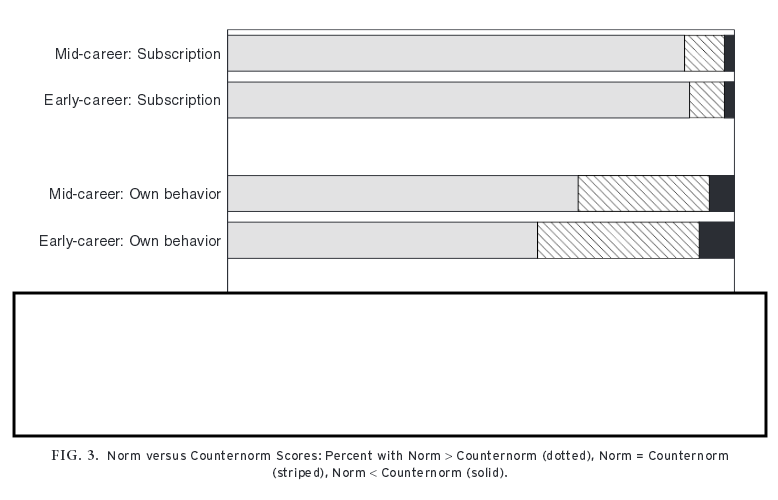 Mid-career: Subscription
Early-career: Subscription
Mid-career: Own behavior
Early-career: Own behavior
FIG. 3. Norm versus Counternorm Scores: Percent with Norm > Counternorm (dotted), Norm = Counternorm
(striped), Norm < Counternorm (solid).